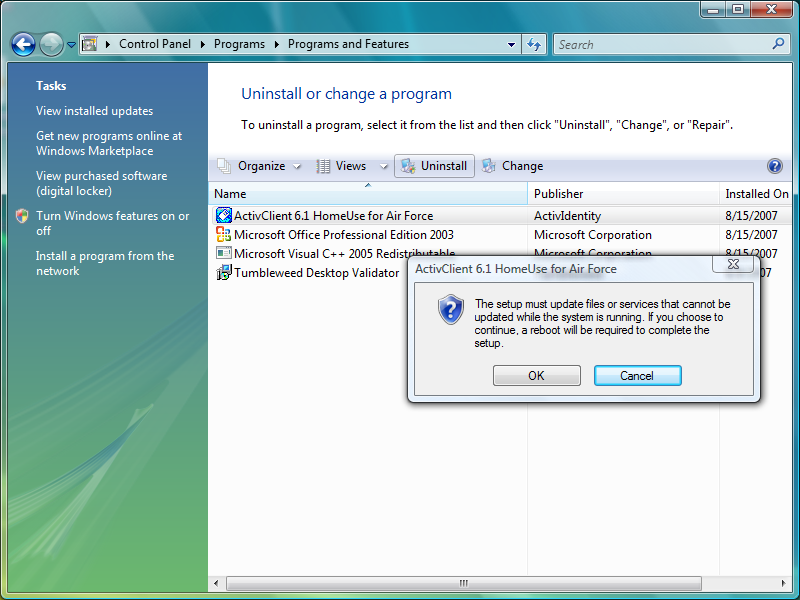 Control Panel Programs Programs and Features
Search
Tasks
View installed updates
Get new programs online at
Windows Marketplace
View purchased software
(digital locker)
Turn Windows features on or
off
Install a program from the
network
Uninstall or change a program
To uninstall a program, select it from the list and then click "Uninstall", "Change", or "Repair".
Organize Views Uninstall Change
Name Publisher Installed On
ActivClient 6.1 HomeUse for Air Force ActivIdentity 8/15/2007
Microsoft Office Professional Edition 2003 Microsoft Corporation 8/15/2007
Microsoft Visual C++ 2005 Redistributable Microsoft Corporation 8/15/2007
Tumbleweed Desktop Validator 07
ActivClient 6.1 HomeUse for Air Force
The setup must update files or services that cannot be
updated while the system is running. If you choose to
continue, a reboot will be required to complete the
setup.
OK Cancel